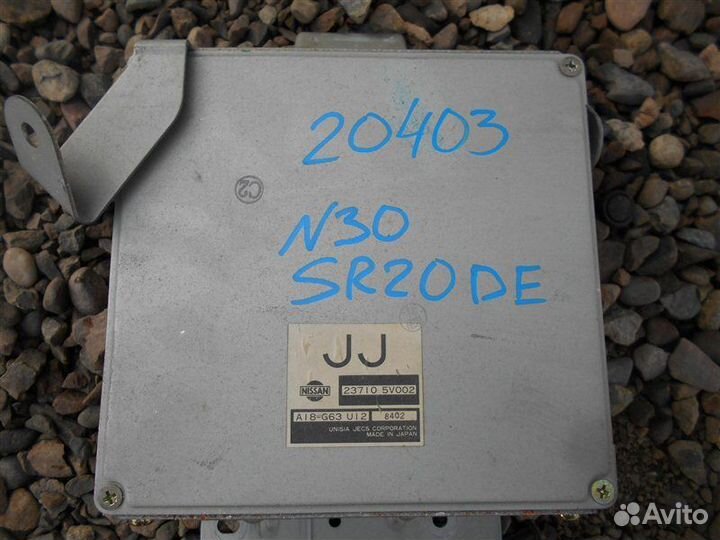 20403
C2
N30
SR20DE
JJ
NISSAN 23710 5V002
A18-G63 U12 8402
UNISIA JECS CORPORATION
MADE IN JAPAN
Avito